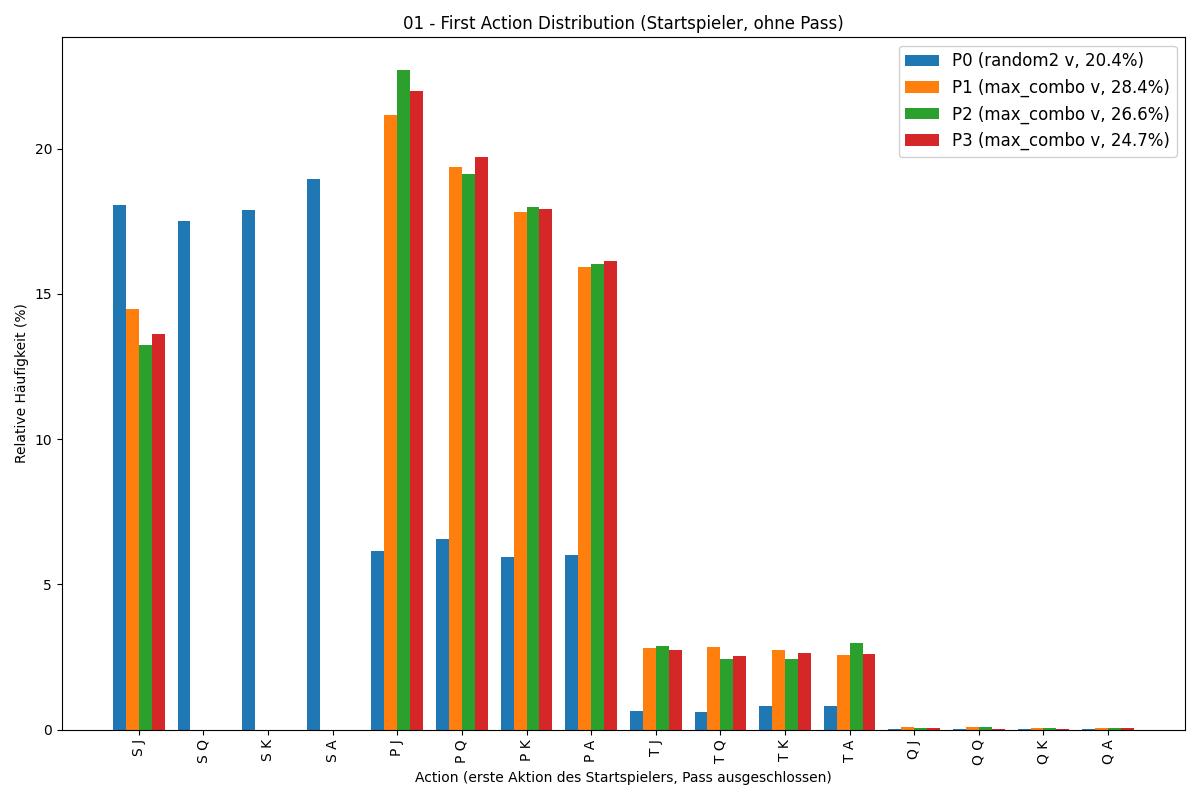 01 - First Action Distribution (Startspieler, ohne Pass)
P0 (random2 v, 20.4%)
P1 (max_combo v, 28.4%)
P2 (max_combo v, 26.6%)
P3 (max_combo v, 24.7%)
Relative Häufigkeit (%)
20
15
10
5
0
S J
S Q
S K
S A
P J
P Q
P K
P A
T J
T Q
T K
T A
Q J
Q Q
Q K
Q A
Action (erste Aktion des Startspielers, Pass ausgeschlossen)